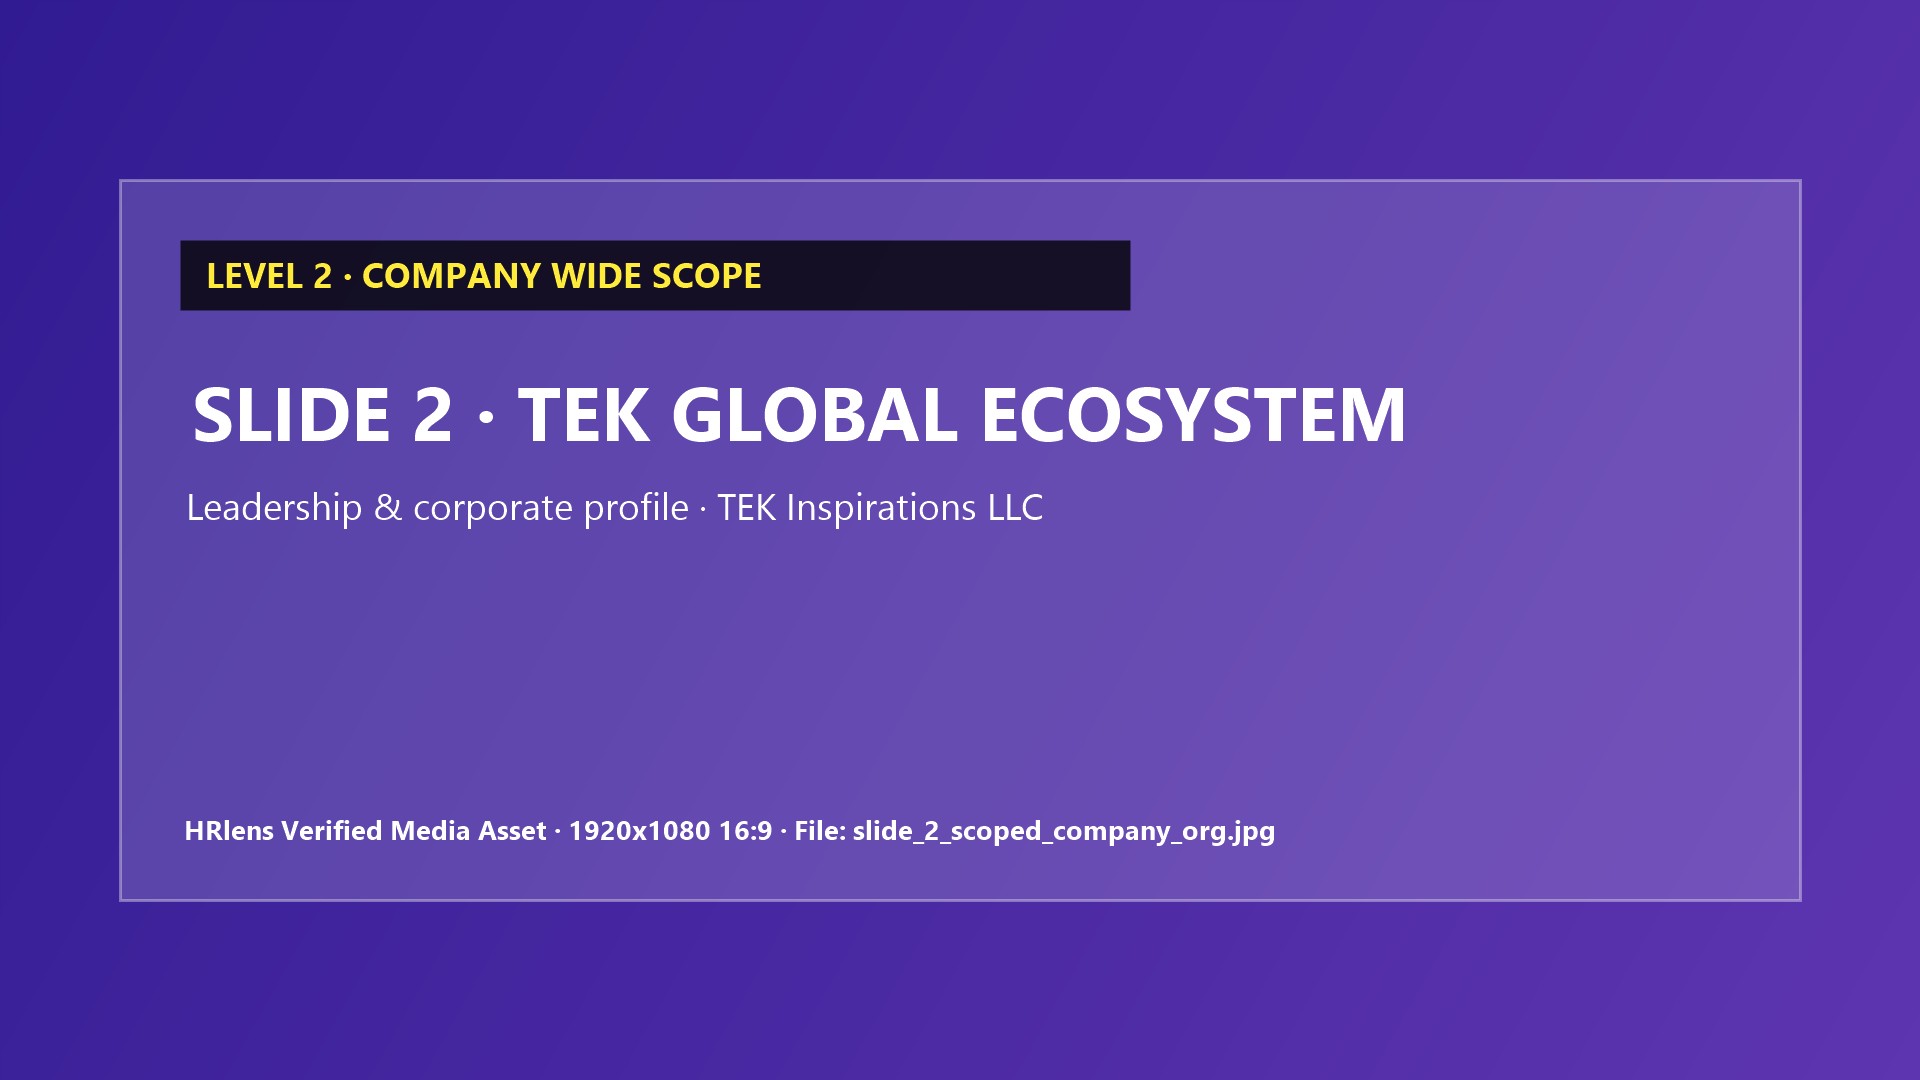 LEVEL 2 · COMPANY WIDE SCOPE
SLIDE 2 · TEK GLOBAL ECOSYSTEM
Leadership & corporate profile · TEK Inspirations LLC
HRlens Verified Media Asset · 1920x1080 16:9 · File: slide_2_scoped_company_org.jpg